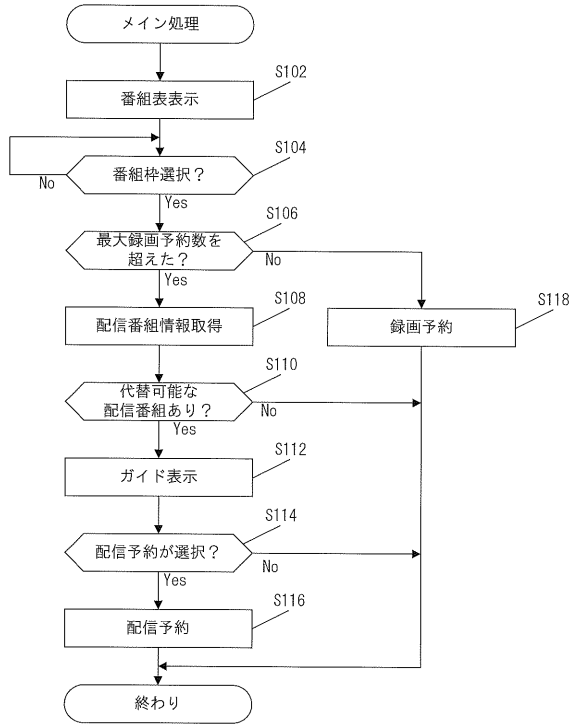 メイン処理
S102
番組表表示
S104
番組枠選択？
No
Yes
S106
最大録画予約数を
超えた？
No
Yes
S108
配信番組情報取得
S118
録画予約
S110
代替可能な
配信番組あり？
No
Yes
S112
ガイド表示
S114
配信予約が選択？
No
Yes
S116
配信予約
終わり